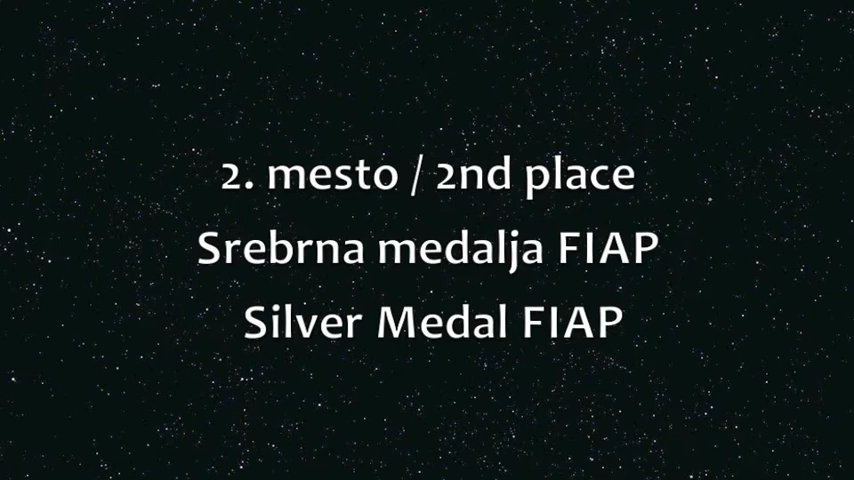 2. mesto / 2nd place
Srebrna medalja FIAP
Silver Medal FIAP